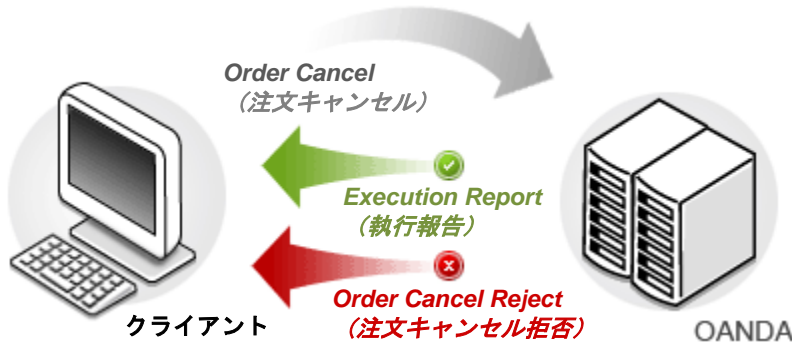 Order Cancel
（注文キャンセル）
Execution Report
（執行報告）
Order Cancel Reject
（注文キャンセル拒否）
クライアント
OANDA